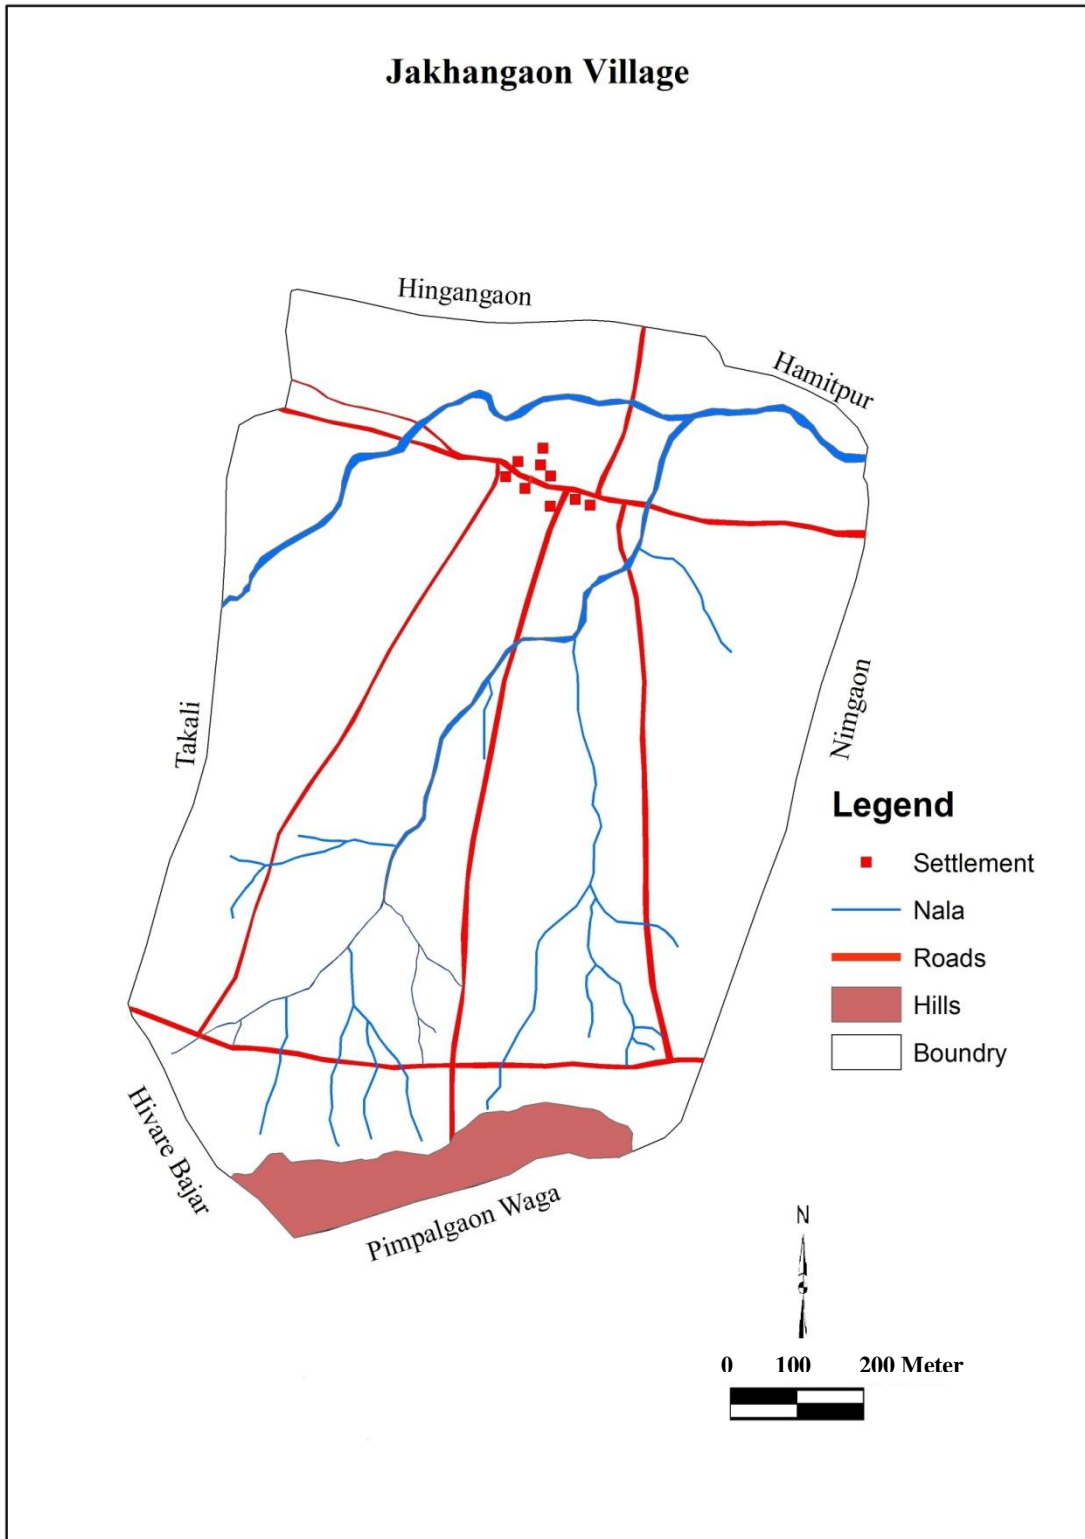 Jakhangaon Village
Hingangaon
Hamitpur
Takali
Nimgaon
Legend
Settlement
Nala
Roads
Hills
Boundry
Hivare Bajar
Pimpalgaon Waga
N
0 100 200 Meter